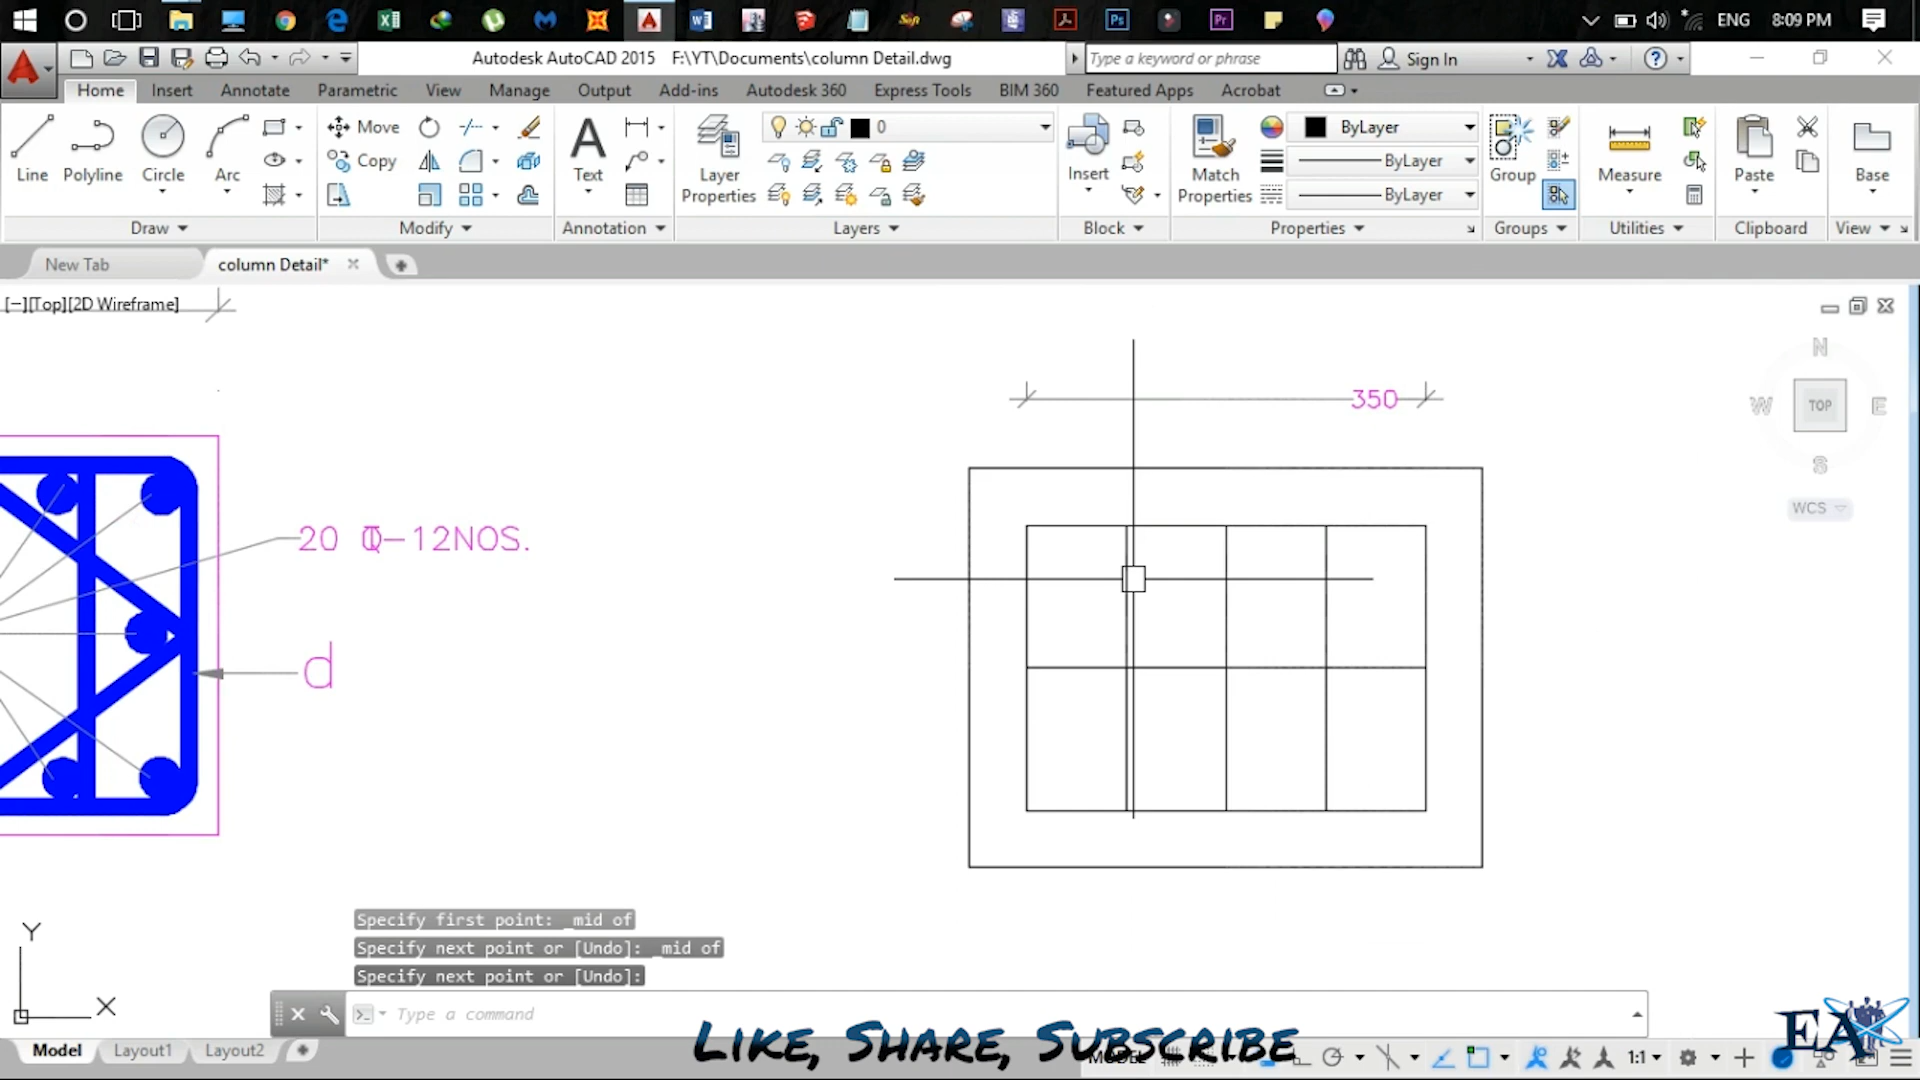 ENG 8:09 PM
Autodesk AutoCAD 2015 F:\YT\Documents\column Detail.dwg
Type a keyword or phrase
Sign In
Home Insert Annotate Parametric View Manage Output Add-ins Autodesk 360 Express Tools BIM 360 Featured Apps Acrobat
Line Polyline Circle Arc
Move
Copy
Text
Layer Properties
0
Insert
Match Properties
ByLayer
ByLayer
ByLayer
Group
Measure
Paste
Base
Draw Modify Annotation Layers Block Properties Groups Utilities Clipboard View
New Tab column Detail*
[−][Top][2D Wireframe]
N
W TOP E
S
WCS
350
20 Φ-12NOS.
d
Specify first point: _mid of
Specify next point or [Undo]: _mid of
Specify next point or [Undo]:
Y
X
Type a command
Like, Share, Subscribe
Model Layout1 Layout2
MODEL
1:1
EA